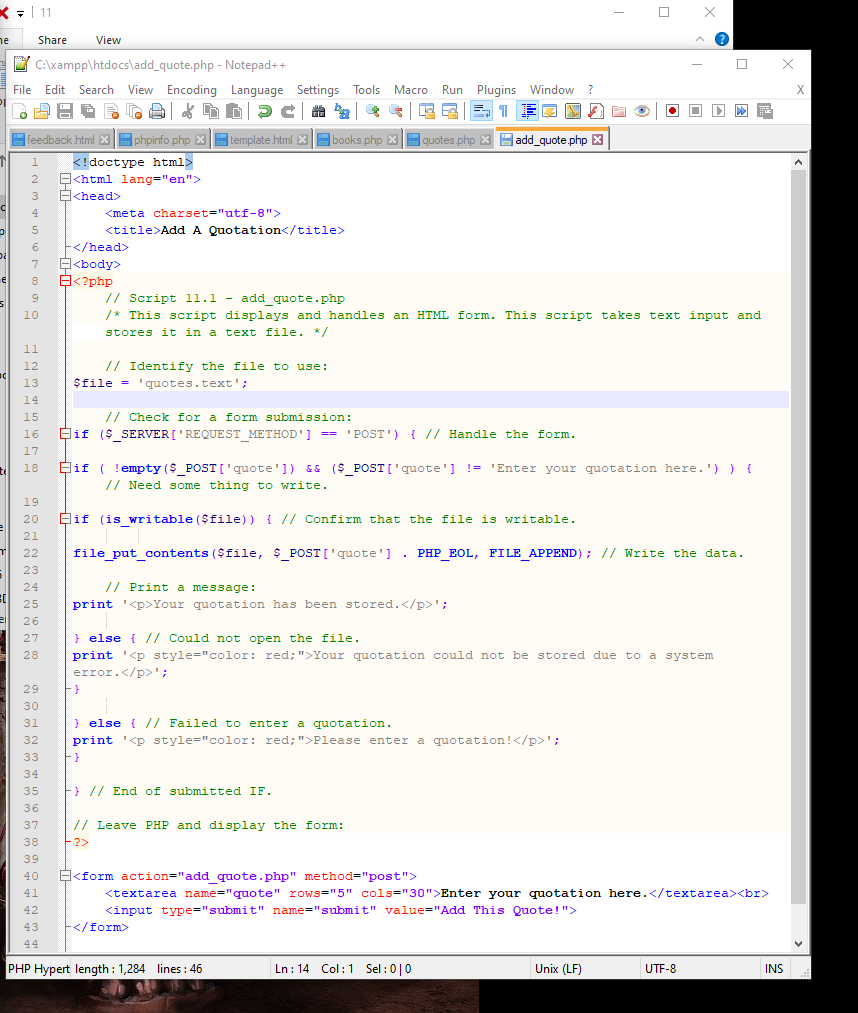 11
Share View
C:\xampp\htdocs\add_quote.php - Notepad++
File Edit Search View Encoding Language Settings Tools Macro Run Plugins Window ? X
feedback.html phpinfo.php template.html books.php quotes.php add_quote.php
1 <!doctype html>
2 <html lang="en">
3 <head>
4 <meta charset="utf-8">
5 <title>Add A Quotation</title>
6 </head>
7 <body>
8 <?php
9 // Script 11.1 - add_quote.php
10 /* This script displays and handles an HTML form. This script takes text input and
stores it in a text file. */
11
12 // Identify the file to use:
13 $file = 'quotes.text';
14
15 // Check for a form submission:
16 if ($_SERVER['REQUEST_METHOD'] == 'POST') { // Handle the form.
17
18 if ( !empty($_POST['quote']) && ($_POST['quote'] != 'Enter your quotation here.') ) {
// Need some thing to write.
19
20 if (is_writable($file)) { // Confirm that the file is writable.
21
22 file_put_contents($file, $_POST['quote'] . PHP_EOL, FILE_APPEND); // Write the data.
23
24 // Print a message:
25 print '<p>Your quotation has been stored.</p>';
26
27 } else { // Could not open the file.
28 print '<p style="color: red;">Your quotation could not be stored due to a system
error.</p>';
29 }
30
31 } else { // Failed to enter a quotation.
32 print '<p style="color: red;">Please enter a quotation!</p>';
33 }
34
35 } // End of submitted IF.
36
37 // Leave PHP and display the form:
38 ?>
39
40 <form action="add_quote.php" method="post">
41 <textarea name="quote" rows="5" cols="30">Enter your quotation here.</textarea><br>
42 <input type="submit" name="submit" value="Add This Quote!">
43 </form>
44
PHP Hypert length : 1,284 lines : 46 Ln : 14 Col : 1 Sel : 0 | 0 Unix (LF) UTF-8 INS